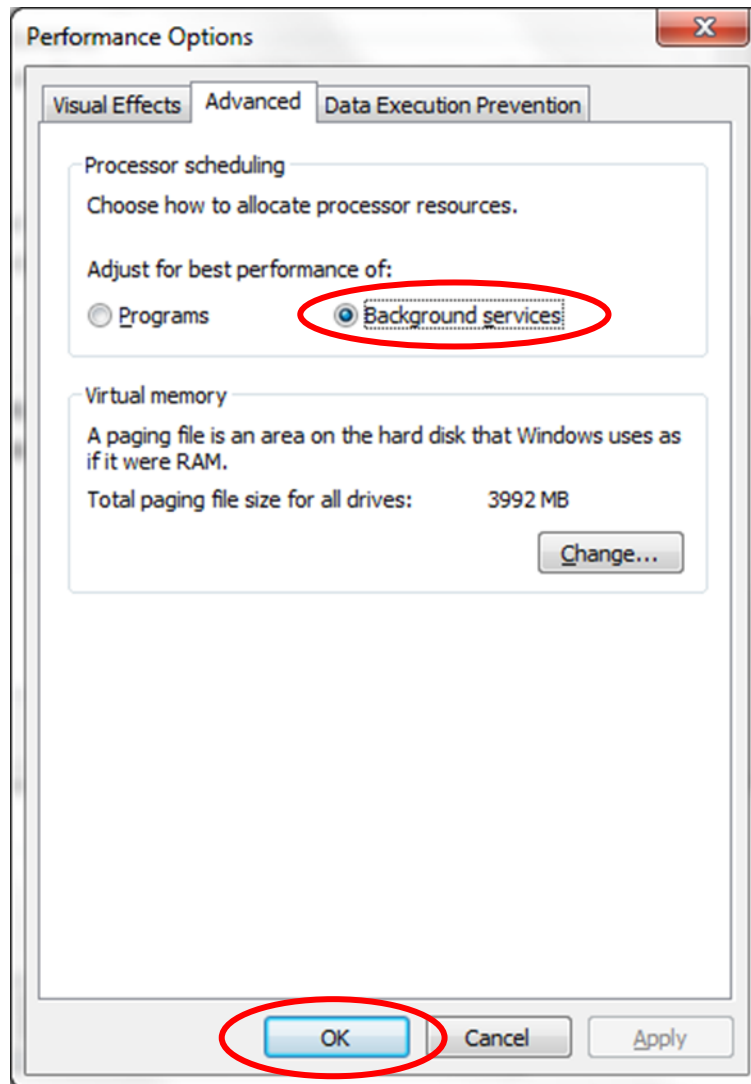 Performance Options
Visual Effects Advanced Data Execution Prevention
Processor scheduling
Choose how to allocate processor resources.
Adjust for best performance of:
Programs Background services
Virtual memory
A paging file is an area on the hard disk that Windows uses as
if it were RAM.
Total paging file size for all drives: 3992 MB
Change...
OK Cancel Apply